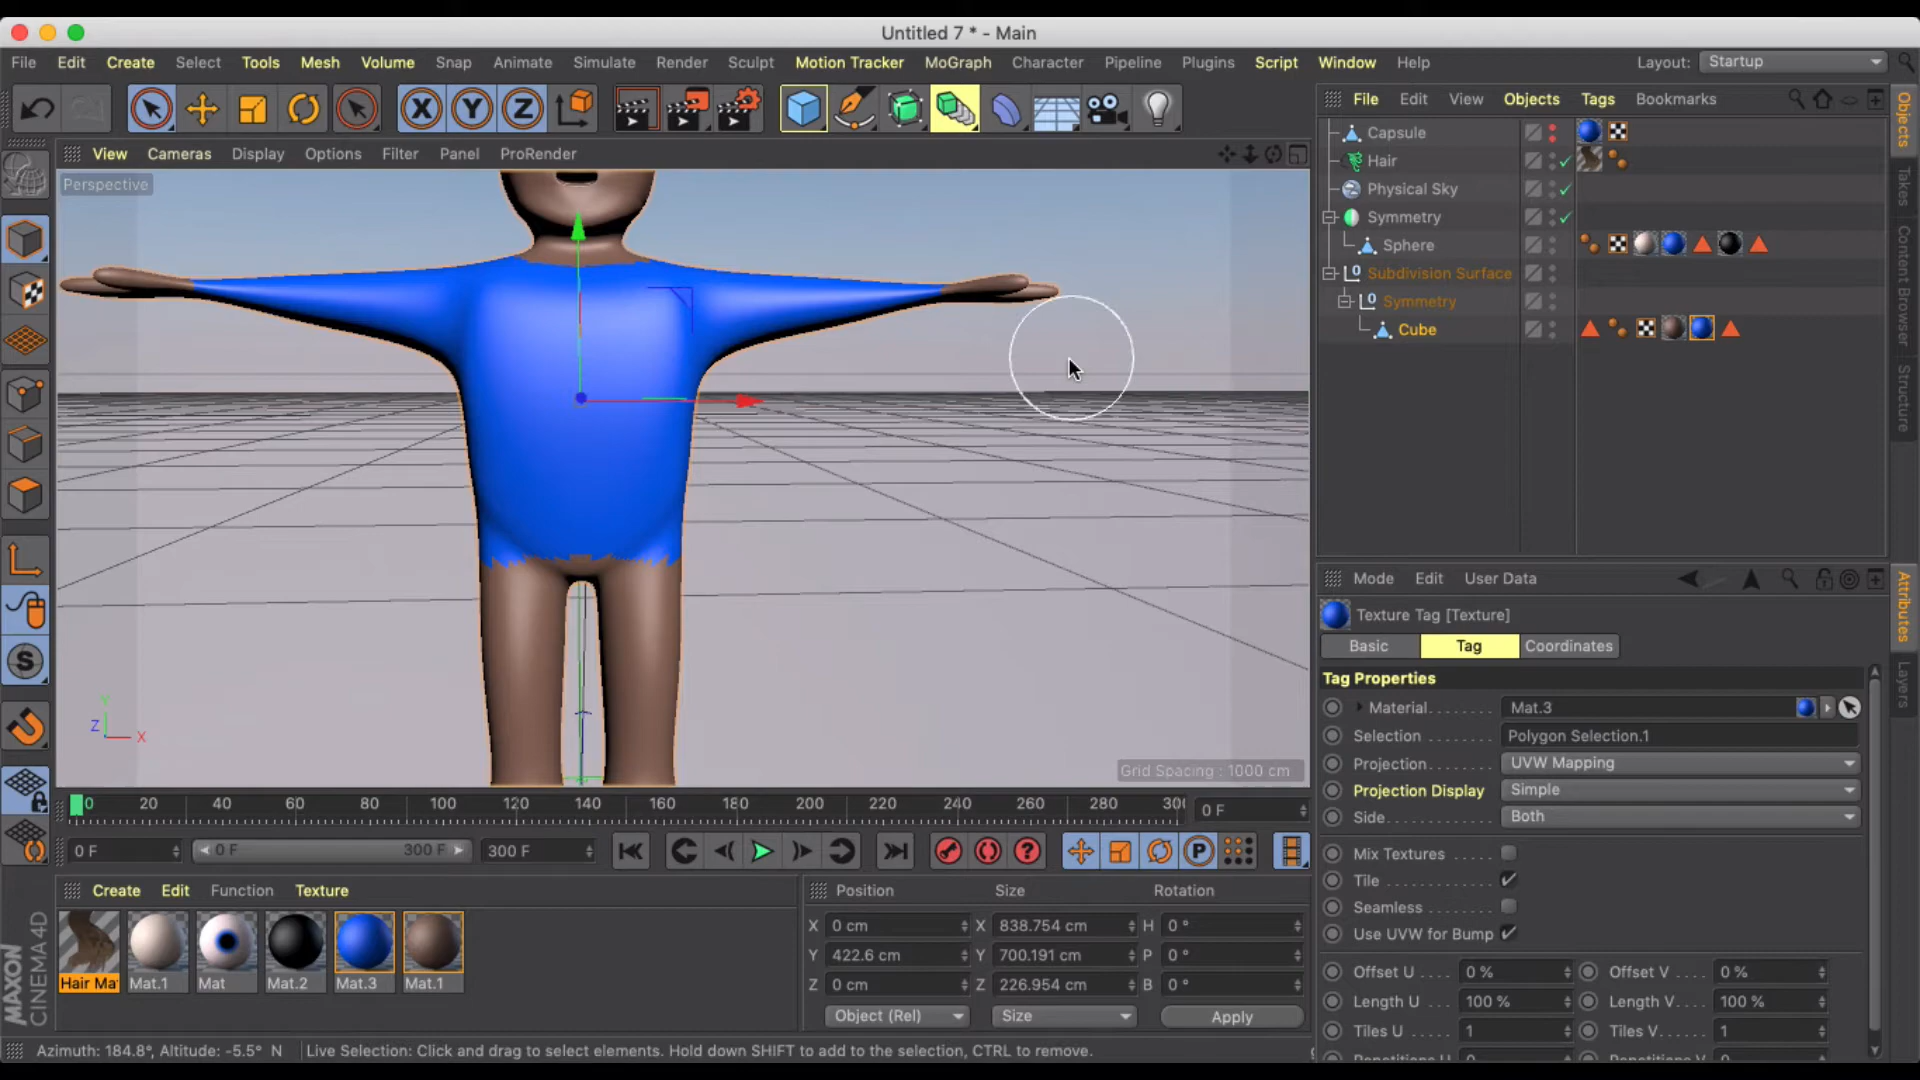 Untitled 7 * - Main
File Edit Create Select Tools Mesh Volume Snap Animate Simulate Render Sculpt Motion Tracker MoGraph Character Pipeline Plugins Script Window Help Layout: Startup
X Y Z
File Edit View Objects Tags Bookmarks
View Cameras Display Options Filter Panel ProRender
Perspective
Capsule
Hair
Physical Sky
Symmetry
Sphere
Subdivision Surface
Symmetry
Cube
Objects
Takes
Content Browser
Structure
Y
Z
X
Grid Spacing : 1000 cm
Mode Edit User Data
Texture Tag [Texture]
Basic Tag Coordinates
Tag Properties
Material Mat.3
Selection Polygon Selection.1
Projection UVW Mapping
Projection Display Simple
Side Both
Mix Textures
Tile
Seamless
Use UVW for Bump
Offset U 0 % Offset V 0 %
Length U 100 % Length V 100 %
Tiles U 1 Tiles V 1
Attributes
Layers
0 20 40 60 80 100 120 140 160 180 200 220 240 260 280 0 F
0 F 0 F 300 F 300 F
P
S
Create Edit Function Texture
Hair Ma Mat.1 Mat Mat.2 Mat.3 Mat.1
Position Size Rotation
X 0 cm X 838.754 cm H 0 °
Y 422.6 cm Y 700.191 cm P 0 °
Z 0 cm Z 226.954 cm B 0 °
Object (Rel) Size Apply
MAXON
CINEMA 4D
Azimuth: 184.8°, Altitude: -5.5° N Live Selection: Click and drag to select elements. Hold down SHIFT to add to the selection, CTRL to remove.